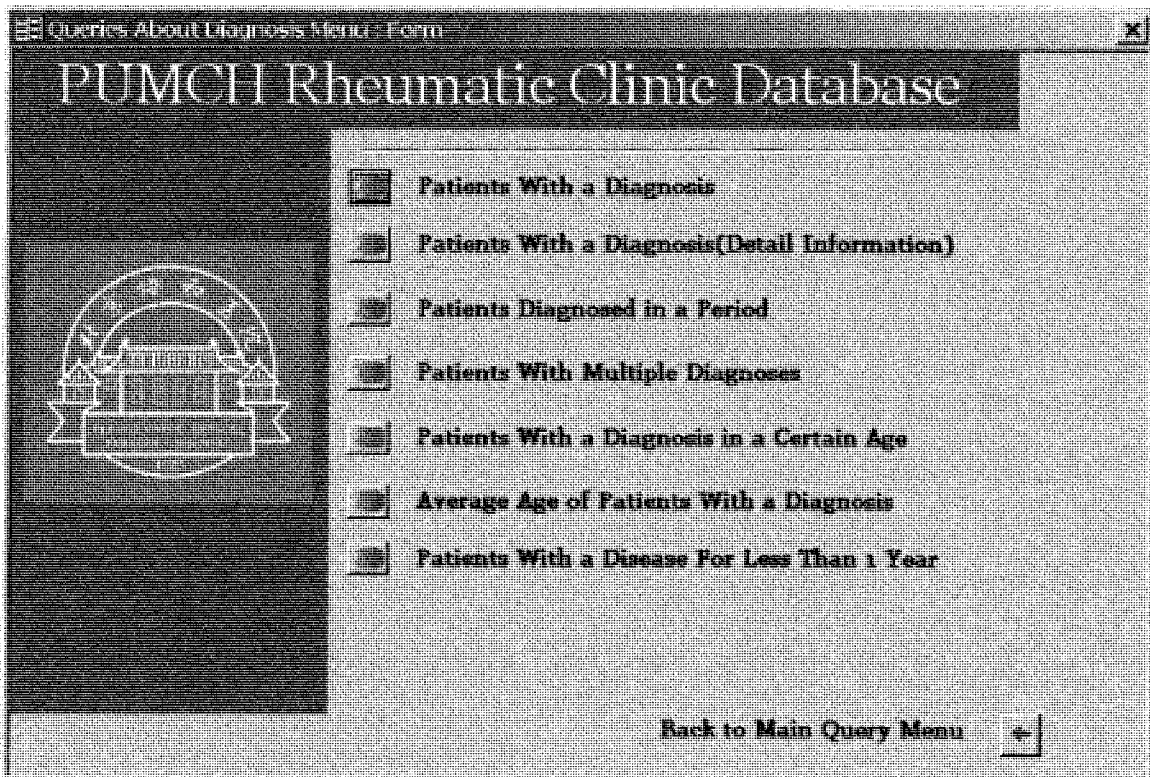 Queries About Diagnosis Menu : Form
PUMCH Rheumatic Clinic Database
Patients With a Diagnosis
Patients With a Diagnosis(Detail Information)
Patients Diagnosed in a Period
Patients With Multiple Diagnoses
Patients With a Diagnosis in a Certain Age
Average Age of Patients With a Diagnosis
Patients With a Disease For Less Than 1 Year
Back to Main Query Menu